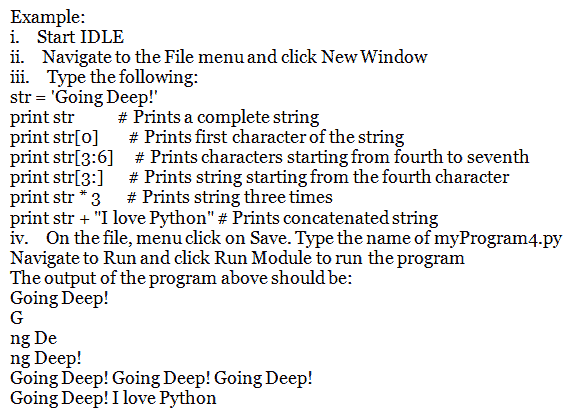 Example:
i. Start IDLE
ii. Navigate to the File menu and click New Window
iii. Type the following:
str = 'Going Deep!'
print str # Prints a complete string
print str[0] # Prints first character of the string
print str[3:6] # Prints characters starting from fourth to seventh
print str[3:] # Prints string starting from the fourth character
print str * 3 # Prints string three times
print str + "I love Python" # Prints concatenated string
iv. On the file, menu click on Save. Type the name of myProgram4.py
Navigate to Run and click Run Module to run the program
The output of the program above should be:
Going Deep!
G
ng De
ng Deep!
Going Deep! Going Deep! Going Deep!
Going Deep! I love Python